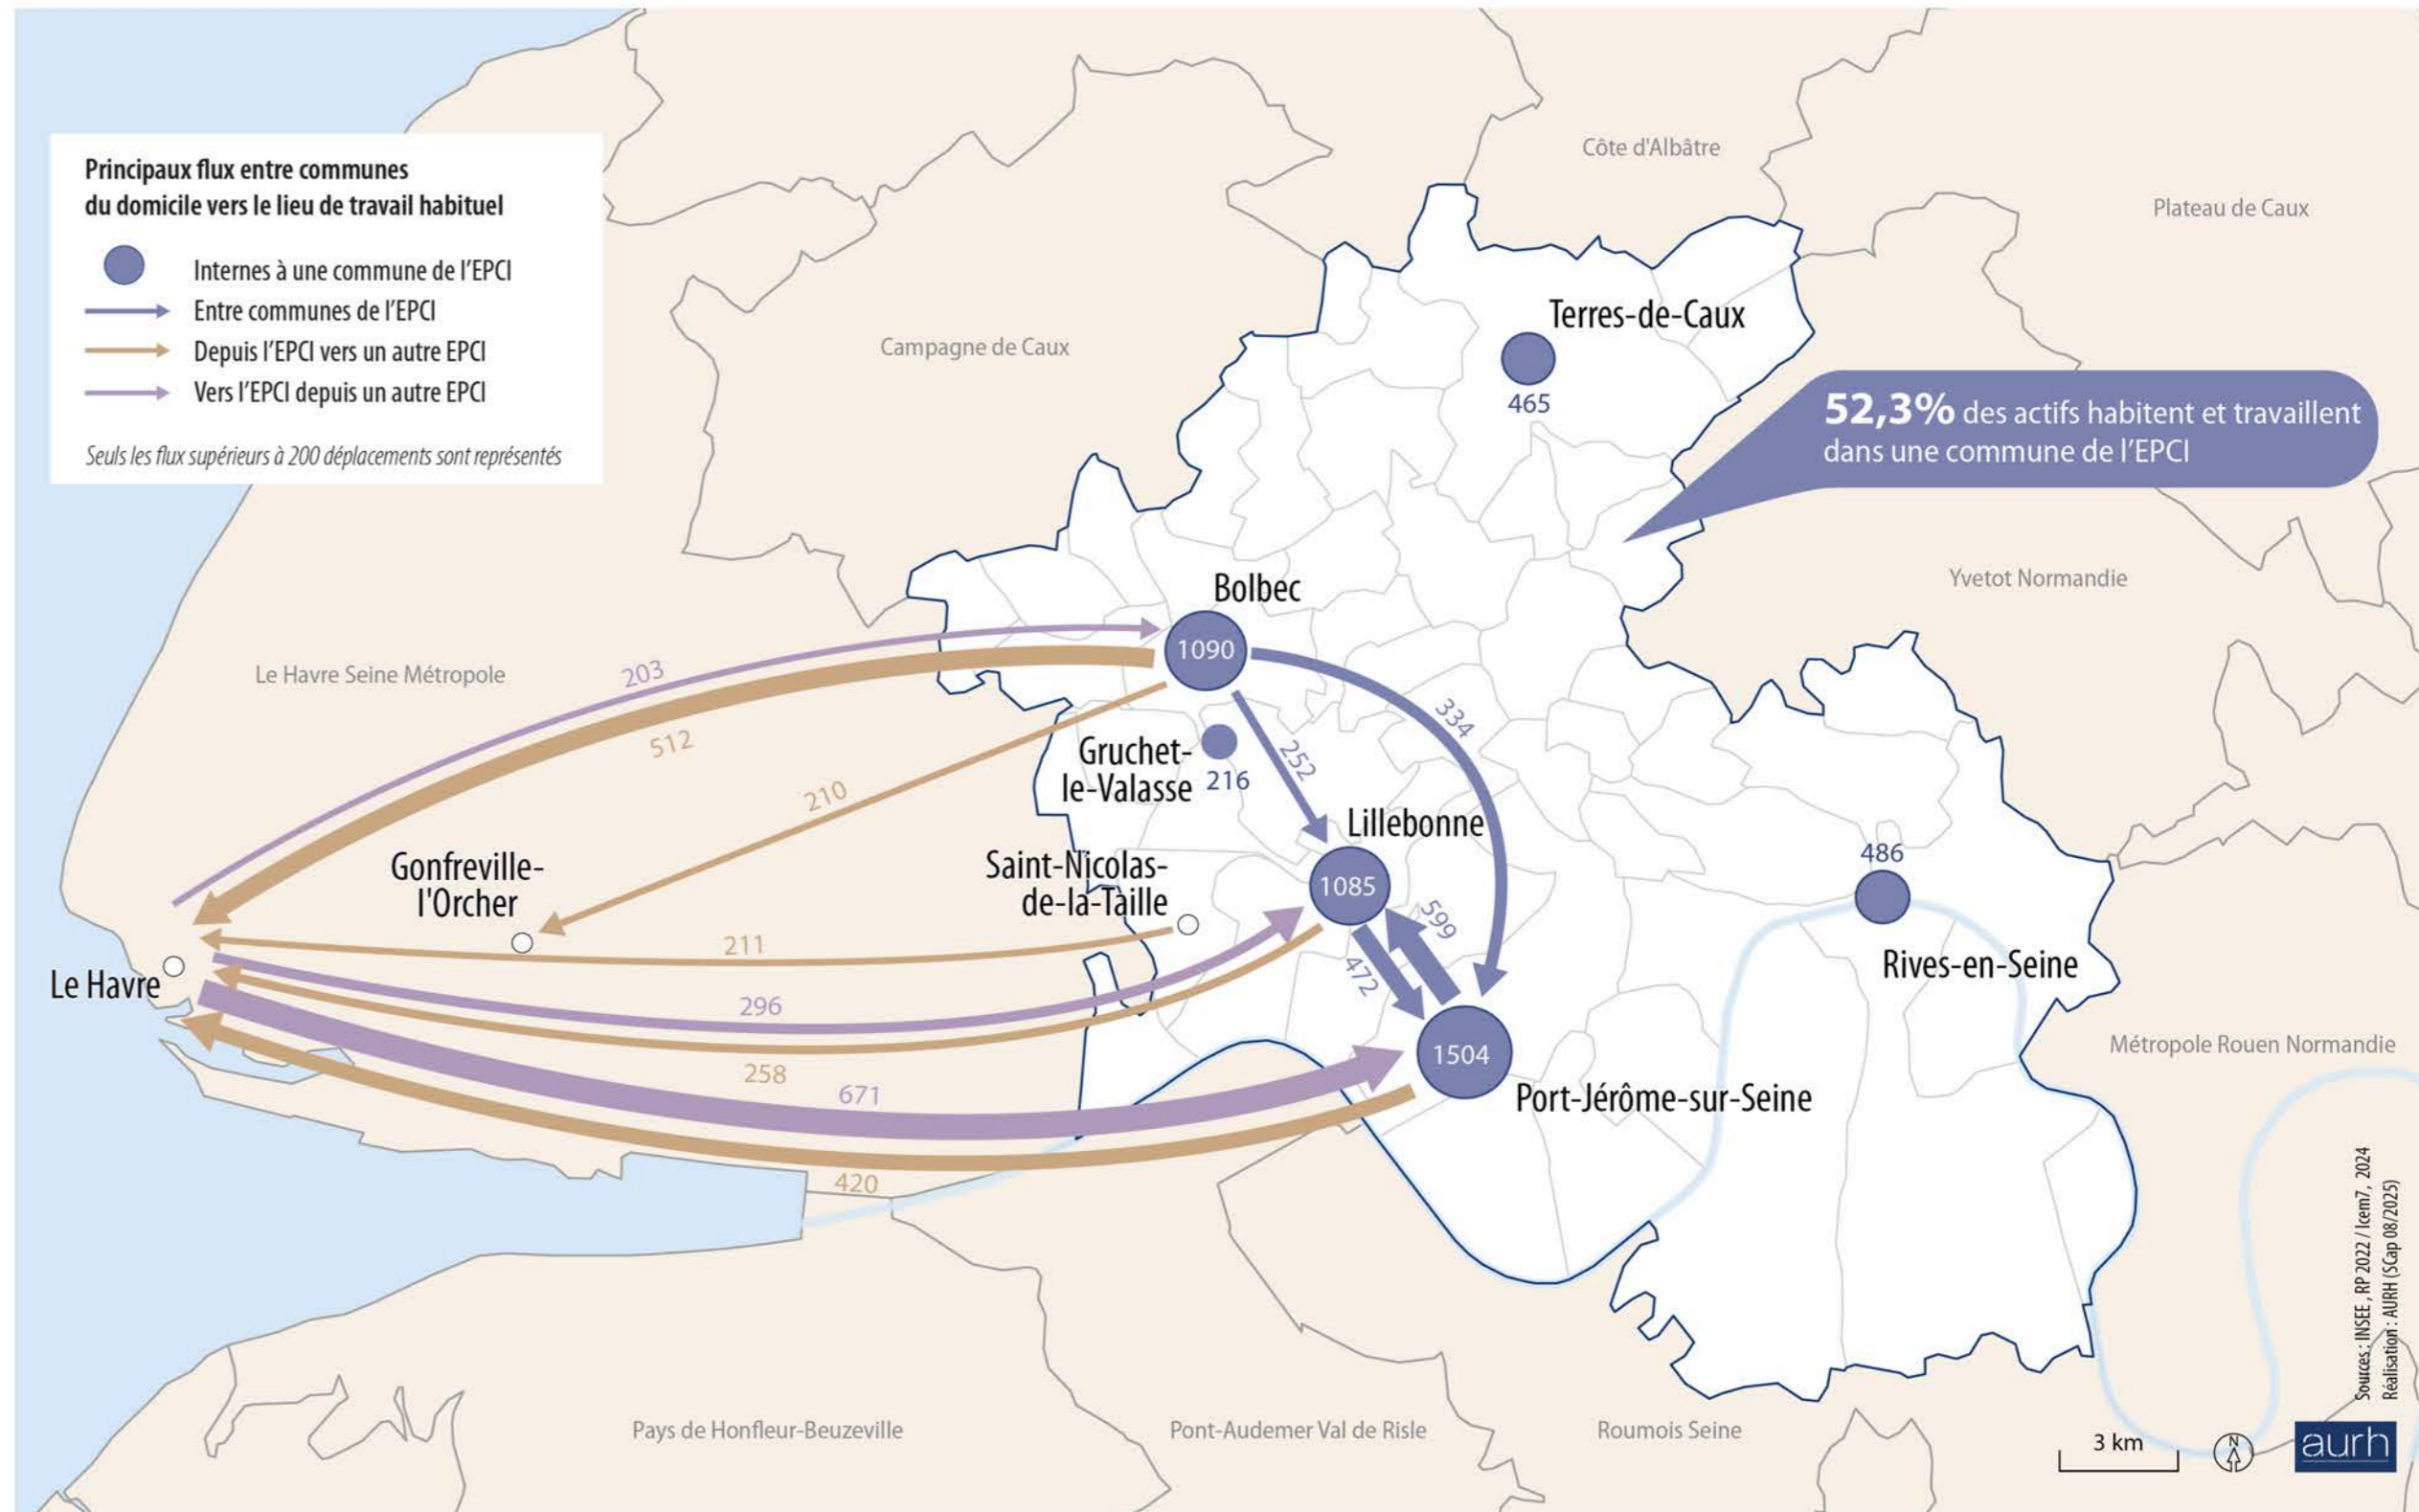 Principaux flux entre communes
du domicile vers le lieu de travail habituel
Internes à une commune de l'EPCI
Entre communes de l'EPCI
Depuis l'EPCI vers un autre EPCI
Vers l'EPCI depuis un autre EPCI
Seuls les flux supérieurs à 200 déplacements sont représentés
Côte d'Albâtre
Plateau de Caux
Terres-de-Caux
465
Campagne de Caux
52,3% des actifs habitent et travaillent
dans une commune de l'EPCI
Yvetot Normandie
Bolbec
1090
Le Havre Seine Métropole
203
512
210
334
252
Gruchet-
le-Valasse
216
Lillebonne
1085
486
Rives-en-Seine
Gonfreville-
l'Orcher
Saint-Nicolas-
de-la-Taille
211
599
472
Le Havre
296
258
671
420
1504
Port-Jérôme-sur-Seine
Métropole Rouen Normandie
Pays de Honfleur-Beuzeville
Pont-Audemer Val de Risle
Roumois Seine
3 km
N
aurh
Sources : INSEE , RP 2022 / Icem7, 2024
Réalisation : AURH (SCap 08/2025)